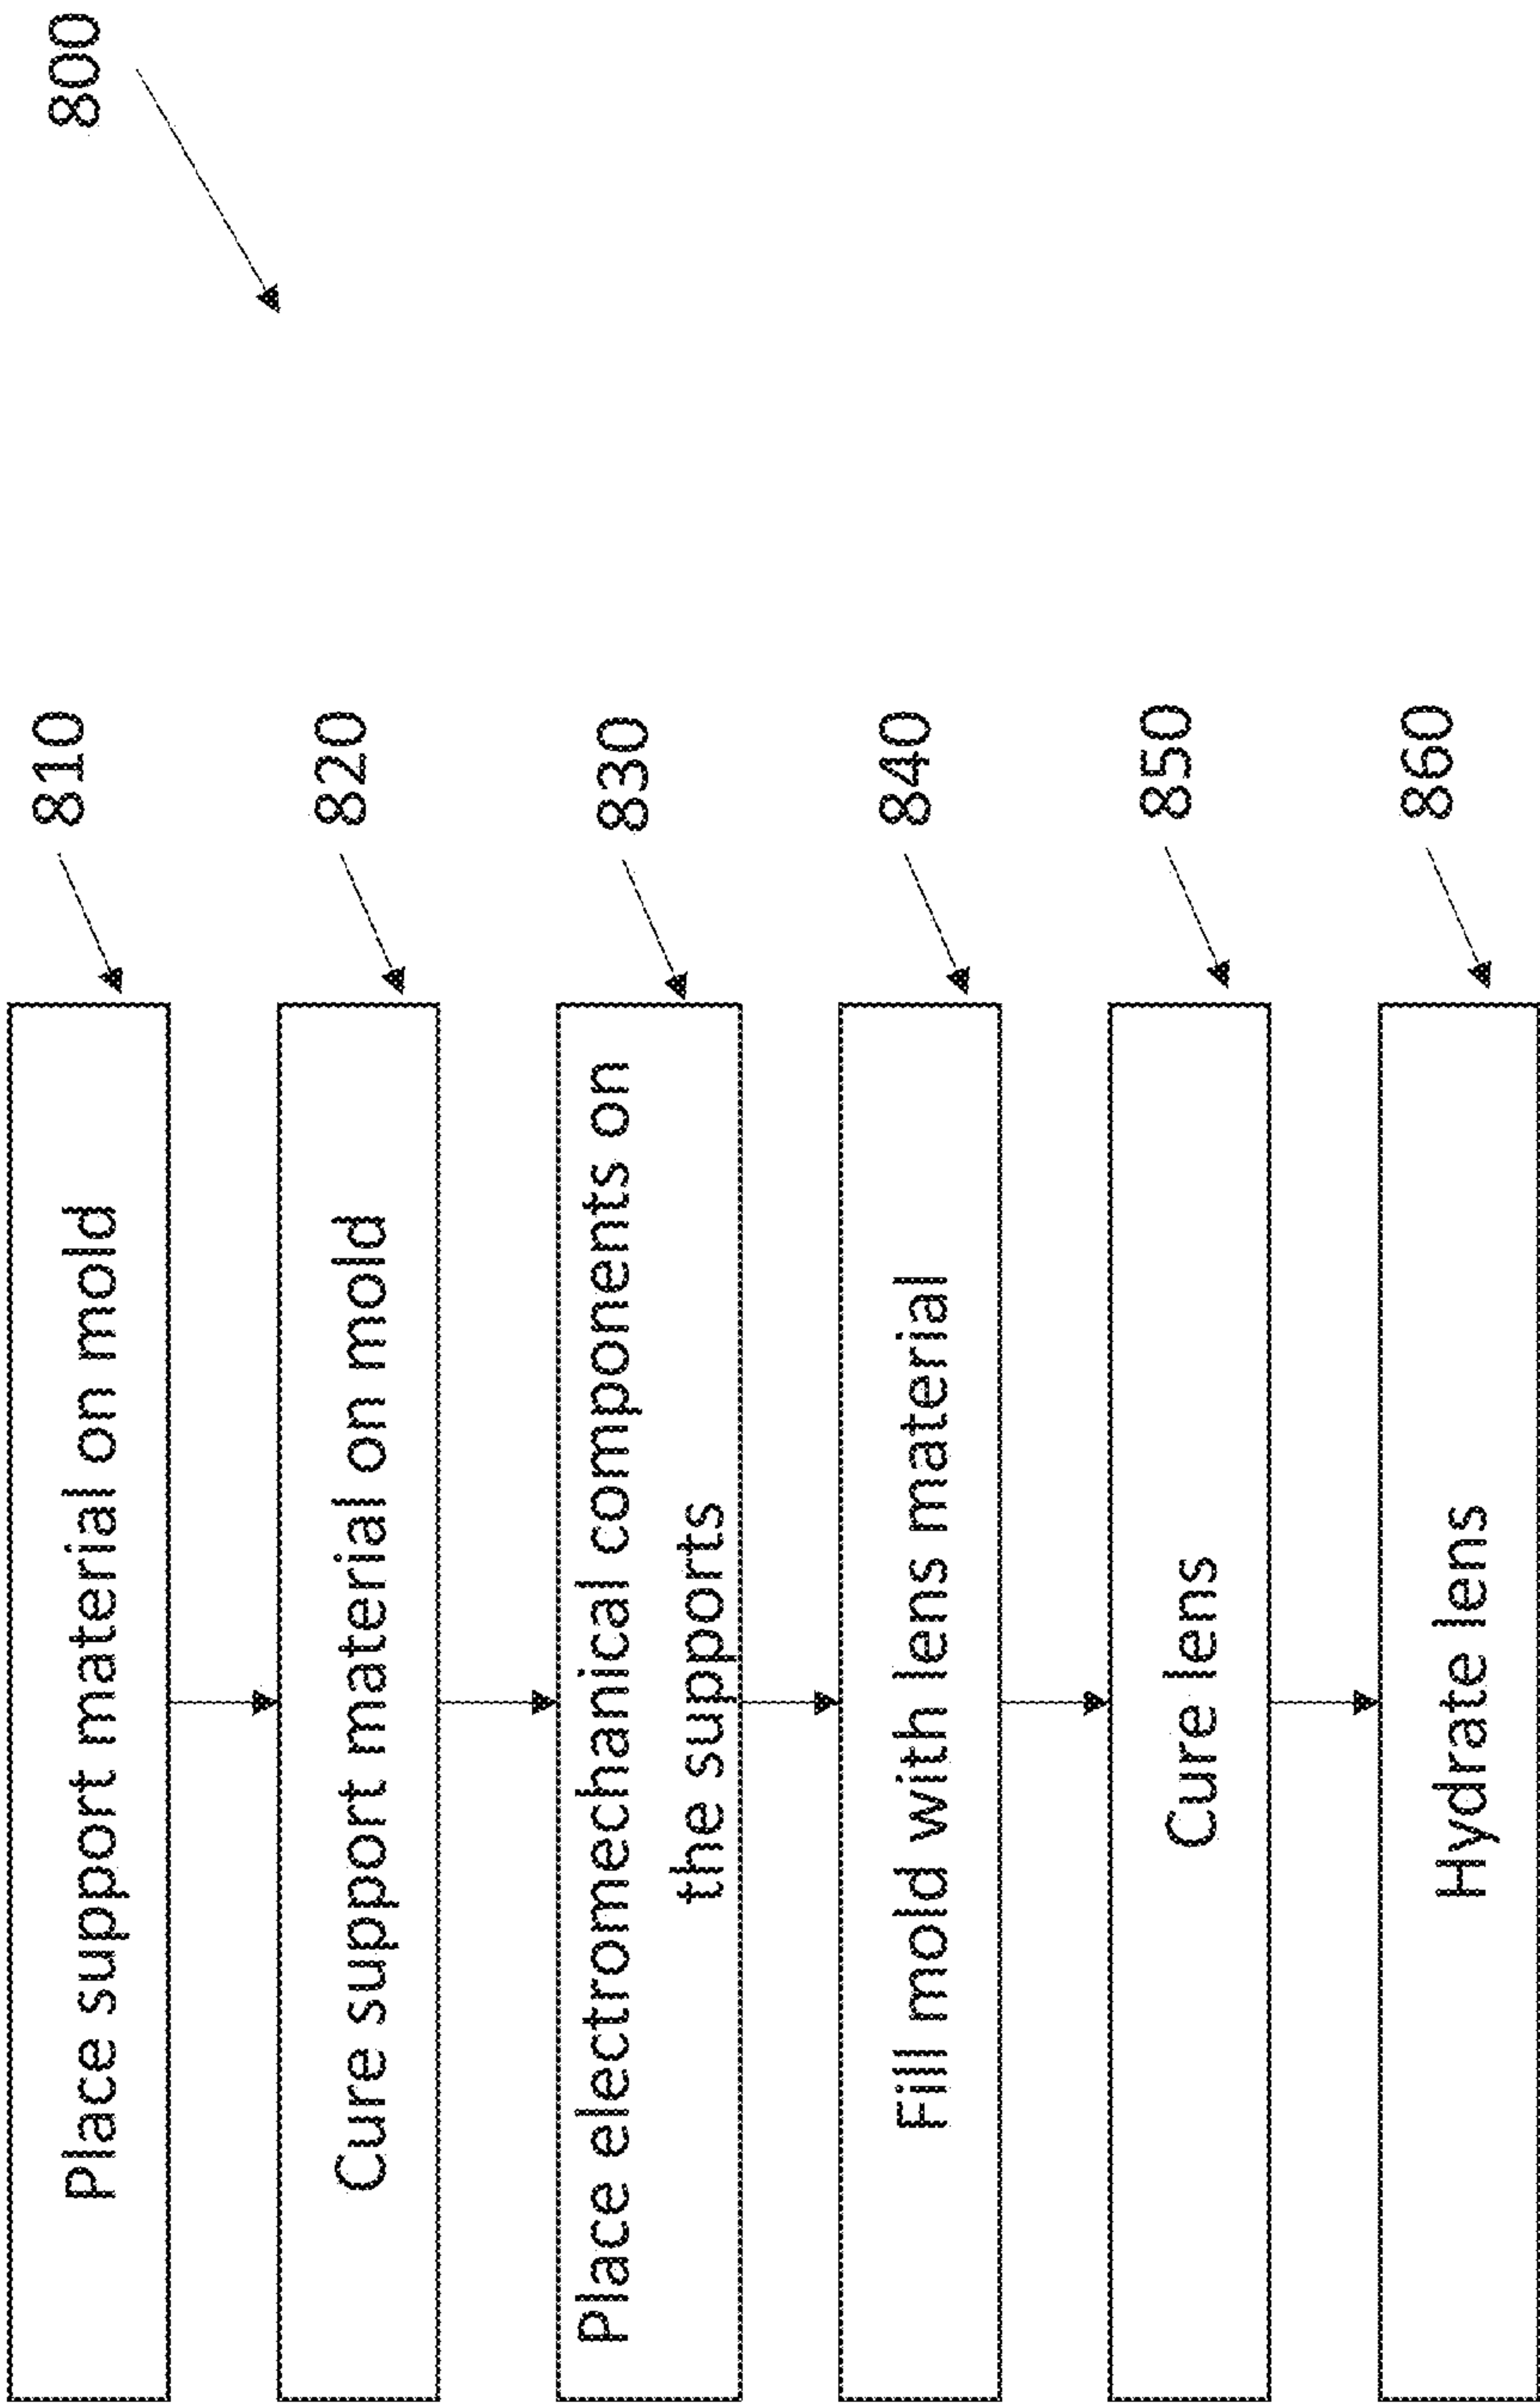 800
Place support material on mold
810
Cure support material on mold
820
Place electromechanical components on
the supports
830
Fill mold with lens material
840
Cure lens
850
Hydrate lens
860